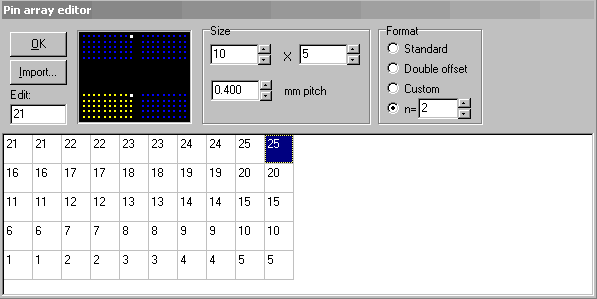 Pin array editor
OK
Import...
Edit:
21
Size
10 X 5
0.400 mm pitch
Format
Standard
Double offset
Custom
n= 2
21 21 22 22 23 23 24 24 25 25
16 16 17 17 18 18 19 19 20 20
11 11 12 12 13 13 14 14 15 15
6 6 7 7 8 8 9 9 10 10
1 1 2 2 3 3 4 4 5 5